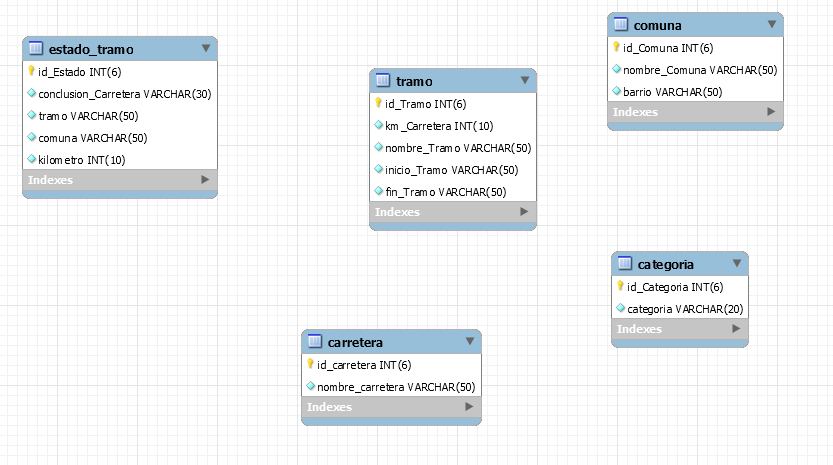 estado_tramo
id_Estado INT(6)
conclusion_Carretera VARCHAR(30)
tramo VARCHAR(50)
comuna VARCHAR(50)
kilometro INT(10)
Indexes
tramo
id_Tramo INT(6)
km_Carretera INT(10)
nombre_Tramo VARCHAR(50)
inicio_Tramo VARCHAR(50)
fin_Tramo VARCHAR(50)
Indexes
comuna
id_Comuna INT(6)
nombre_Comuna VARCHAR(50)
barrio VARCHAR(50)
Indexes
categoria
id_Categoria INT(6)
categoria VARCHAR(20)
Indexes
carretera
id_carretera INT(6)
nombre_carretera VARCHAR(50)
Indexes